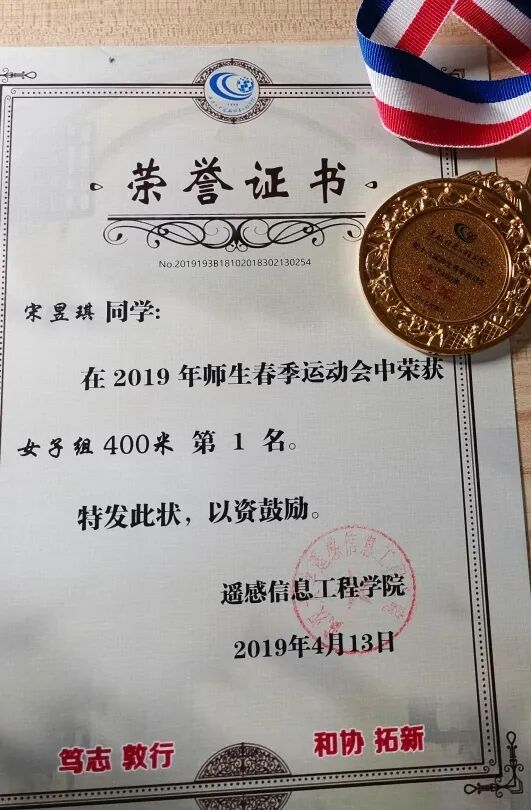 荣誉证书
No.2019193B18102018302130254
宋昱琪 同学:
在 2019 年师生春季运动会中荣获
女子组 400米 第 1 名。
特发此状，以资鼓励。
遥感信息工程学院
2019年4月13日
笃志 敦行 和协 拓新